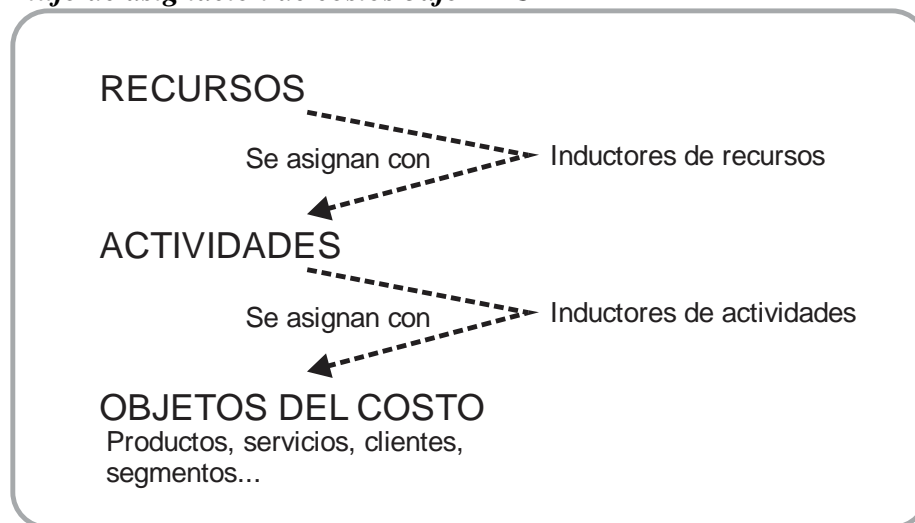 RECURSOS
Se asignan con
Inductores de recursos
ACTIVIDADES
Se asignan con
Inductores de actividades
OBJETOS DEL COSTO
Productos, servicios, clientes,
segmentos...